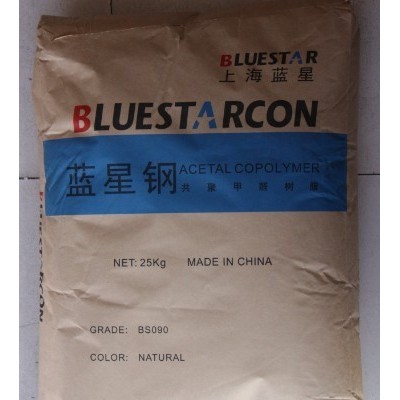 BLUESTAR
上海蓝星
BLUESTARCON
蓝星钢 ACETAL COPOLYMER
共聚甲醛树脂
NET: 25Kg MADE IN CHINA
GRADE: BS090
COLOR: NATURAL
BLUESTARCON